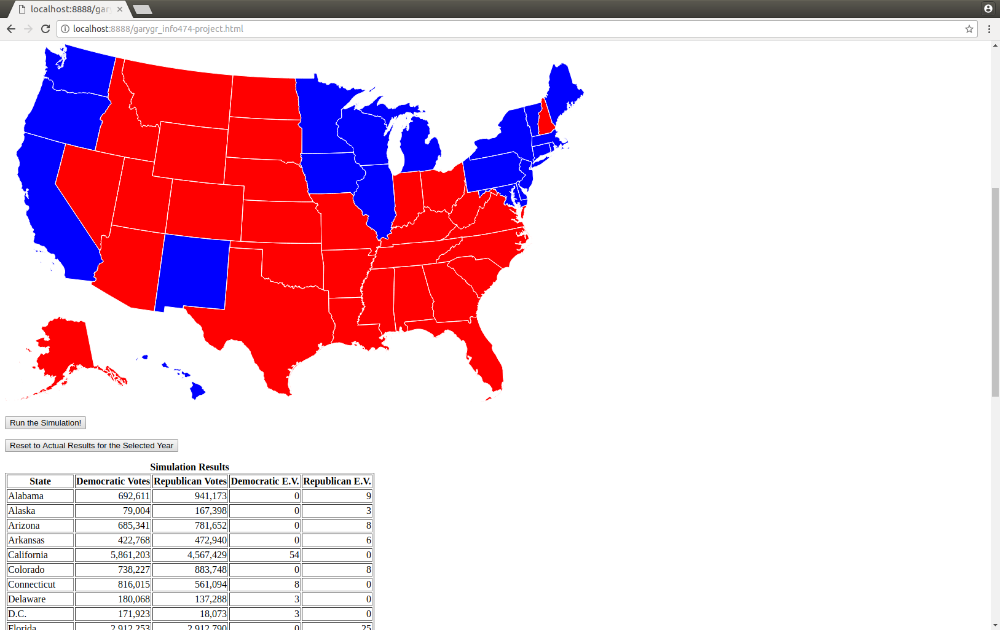 localhost:8888/gary
localhost:8888/garygr_info474-project.html
Run the Simulation!
Reset to Actual Results for the Selected Year
Simulation Results
State Democratic Votes Republican Votes Democratic E.V. Republican E.V.
Alabama 692,611 941,173 0 9
Alaska 79,004 167,398 0 3
Arizona 685,341 781,652 0 8
Arkansas 422,768 472,940 0 6
California 5,861,203 4,567,429 54 0
Colorado 738,227 883,748 0 8
Connecticut 816,015 561,094 8 0
Delaware 180,068 137,288 3 0
D.C. 171,923 18,073 3 0
Florida 2,912,253 2,912,790 0 25